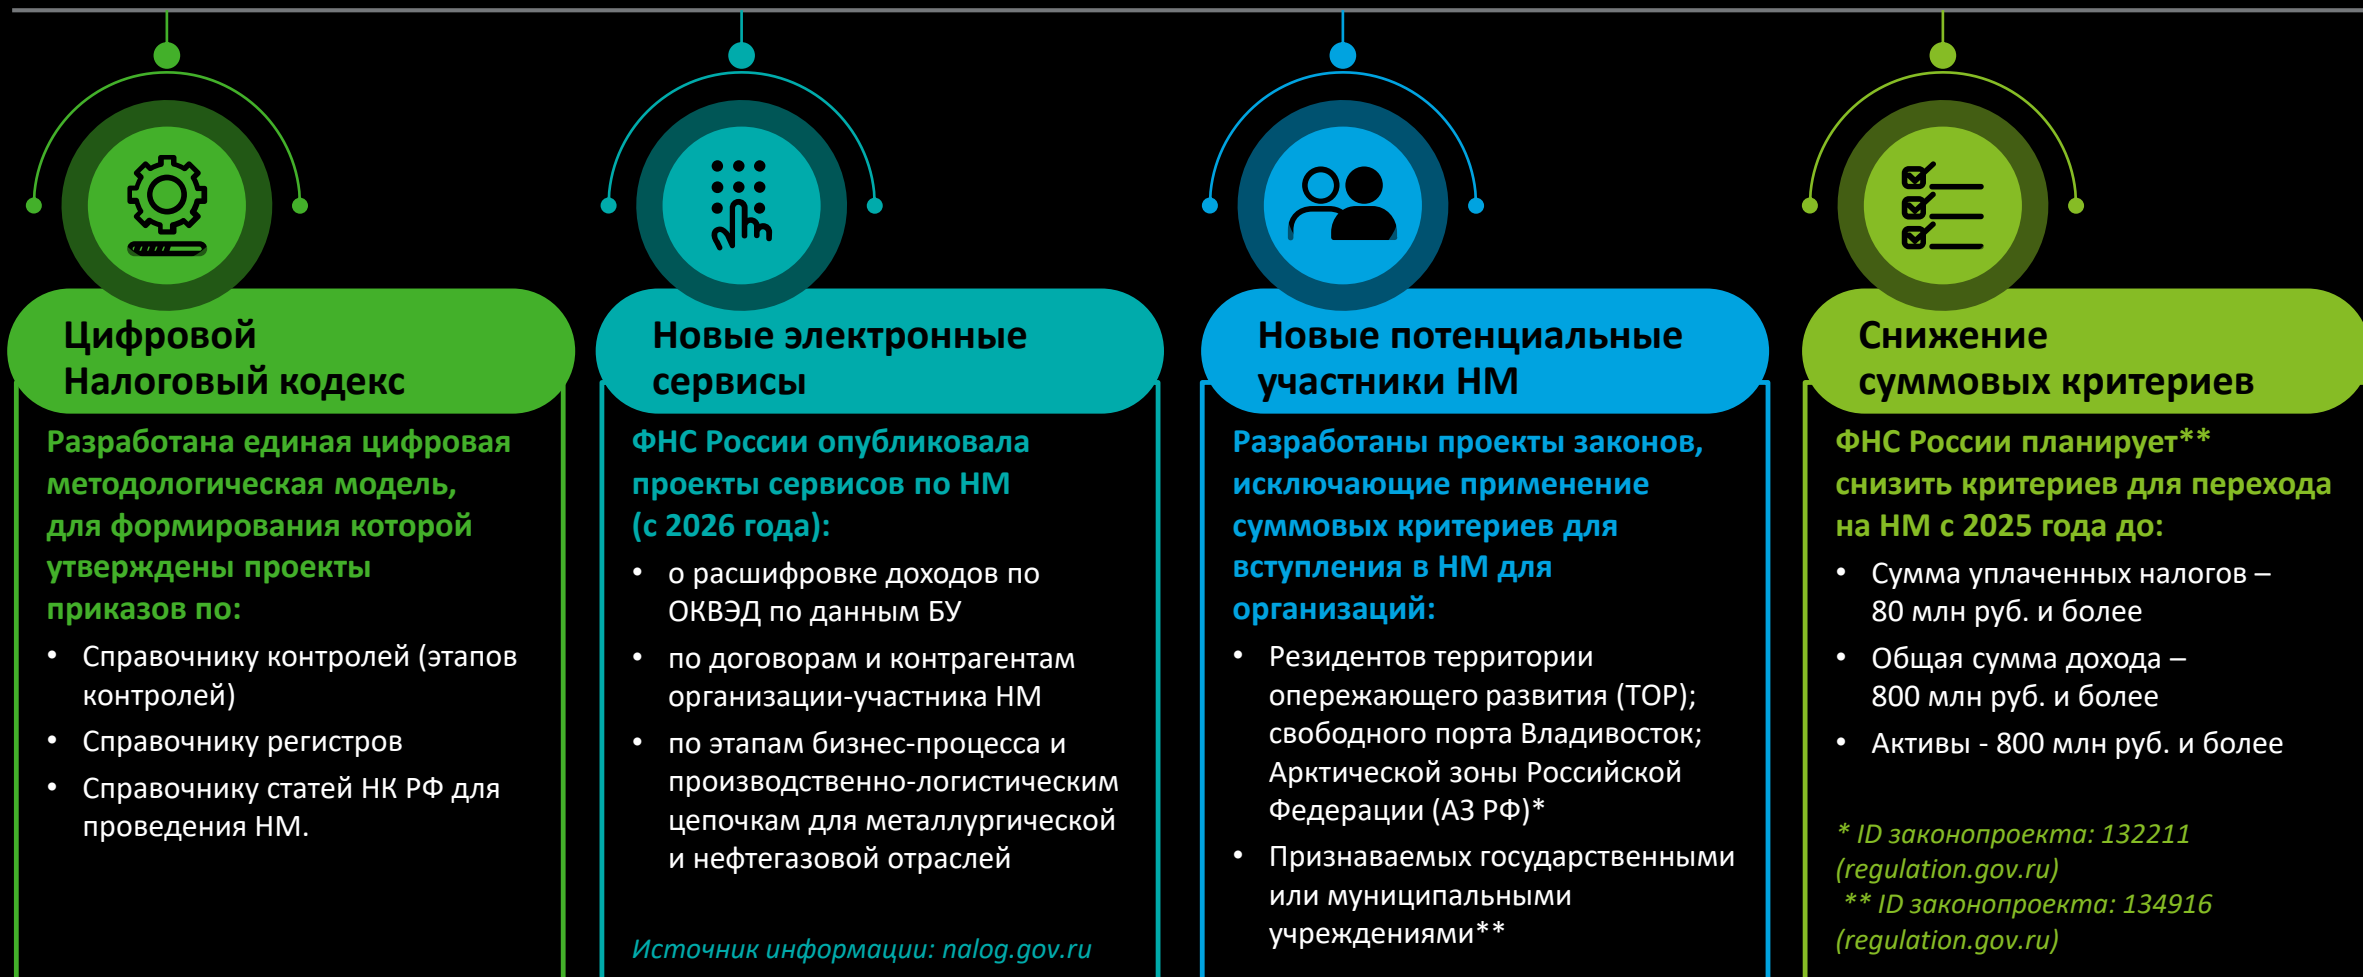 Цифровой
Налоговый кодекс
Разработана единая цифровая
методологическая модель,
для формирования которой
утверждены проекты
приказов по:
• Справочнику контролей (этапов
контролей)
• Справочнику регистров
• Справочнику статей НК РФ для
проведения НМ.
Новые электронные
сервисы
ФНС России опубликовала
проекты сервисов по НМ
(с 2026 года):
• о расшифровке доходов по
ОКВЭД по данным БУ
• по договорам и контрагентам
организации-участника НМ
• по этапам бизнес-процесса и
производственно-логистическим
цепочкам для металлургической
и нефтегазовой отраслей
Источник информации: nalog.gov.ru
Новые потенциальные
участники НМ
Разработаны проекты законов,
исключающие применение
суммовых критериев для
вступления в НМ для
организаций:
• Резидентов территории
опережающего развития (ТОР);
свободного порта Владивосток;
Арктической зоны Российской
Федерации (АЗ РФ)*
• Признаваемых государственными
или муниципальными
учреждениями**
Снижение
суммовых критериев
ФНС России планирует**
снизить критериев для перехода
на НМ с 2025 года до:
• Сумма уплаченных налогов –
80 млн руб. и более
• Общая сумма дохода –
800 млн руб. и более
• Активы - 800 млн руб. и более
* ID законопроекта: 132211
(regulation.gov.ru)
** ID законопроекта: 134916
(regulation.gov.ru)